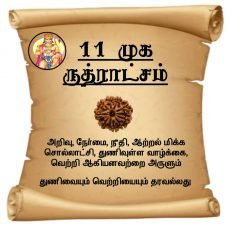 11 முக
ருத்ராட்சம்
அறிவு, நேர்மை, நீதி, ஆற்றல் மிக்க
சொல்லாட்சி, துணிவுள்ள வாழ்க்கை,
வெற்றி ஆகியனவற்றை அருளும்
துணிவையும் வெற்றியையும் தரவல்லது